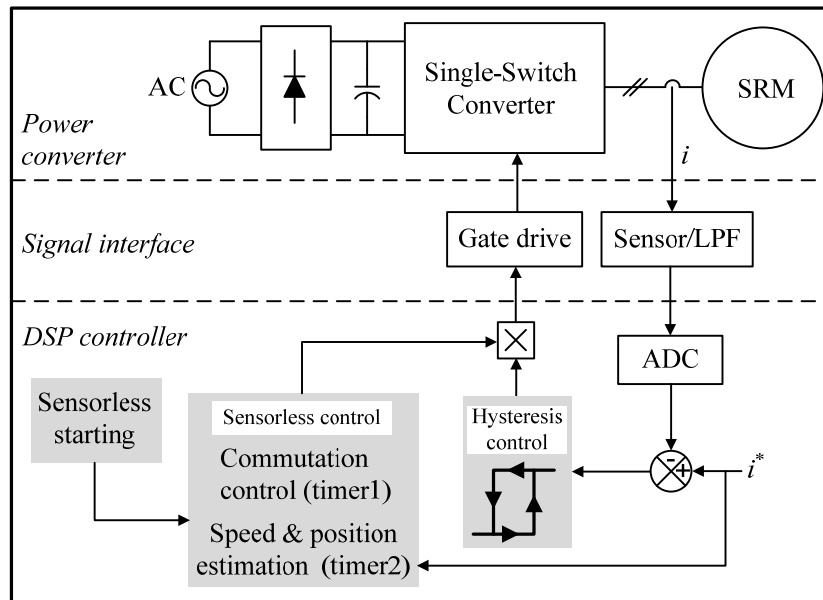 AC
Single-Switch
Converter
SRM
Power
converter
i
Signal interface
Gate drive
Sensor/LPF
DSP controller
ADC
Sensorless
starting
Sensorless control
Commutation
control (timer1)
Speed & position
estimation (timer2)
Hysteresis
control
-
+
i*